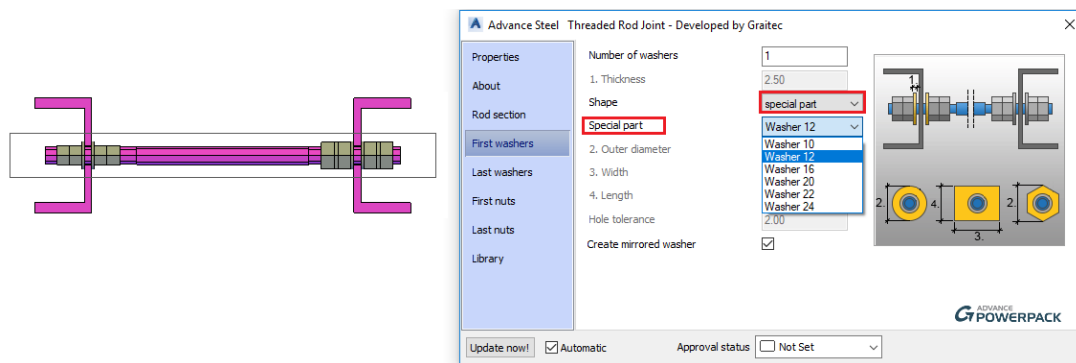 Advance Steel Threaded Rod Joint - Developed by Graitec
Properties
About
Rod section
First washers
Last washers
First nuts
Last nuts
Library
Number of washers 1
1. Thickness 2.50
Shape special part
Special part Washer 12
Washer 10
Washer 12
Washer 16
Washer 20
Washer 22
Washer 24
2. Outer diameter
3. Width
4. Length
Hole tolerance 2.00
Create mirrored washer
1.
2. 4. 2.
3.
ADVANCE
POWERPACK
Update now! Automatic Approval status Not Set